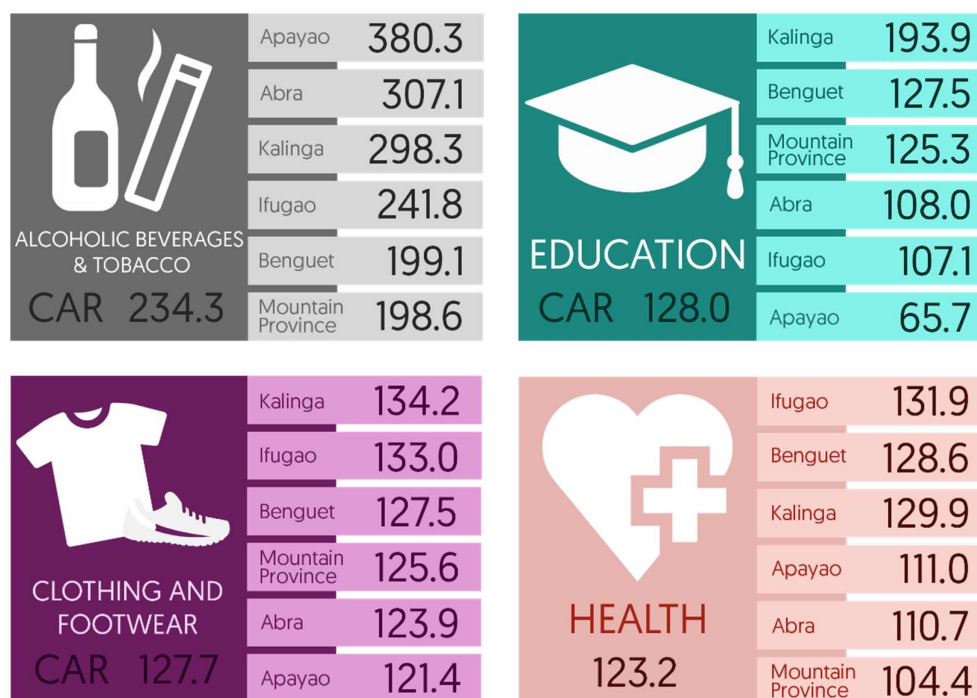 ALCOHOLIC BEVERAGES
& TOBACCO
CAR 234.3
Apayao 380.3
Abra 307.1
Kalinga 298.3
Ifugao 241.8
Benguet 199.1
Mountain
Province 198.6
EDUCATION
CAR 128.0
Kalinga 193.9
Benguet 127.5
Mountain
Province 125.3
Abra 108.0
Ifugao 107.1
Apayao 65.7
CLOTHING AND
FOOTWEAR
CAR 127.7
Kalinga 134.2
Ifugao 133.0
Benguet 127.5
Mountain
Province 125.6
Abra 123.9
Apayao 121.4
HEALTH
123.2
Ifugao 131.9
Benguet 128.6
Kalinga 129.9
Apayao 111.0
Abra 110.7
Mountain
Province 104.4